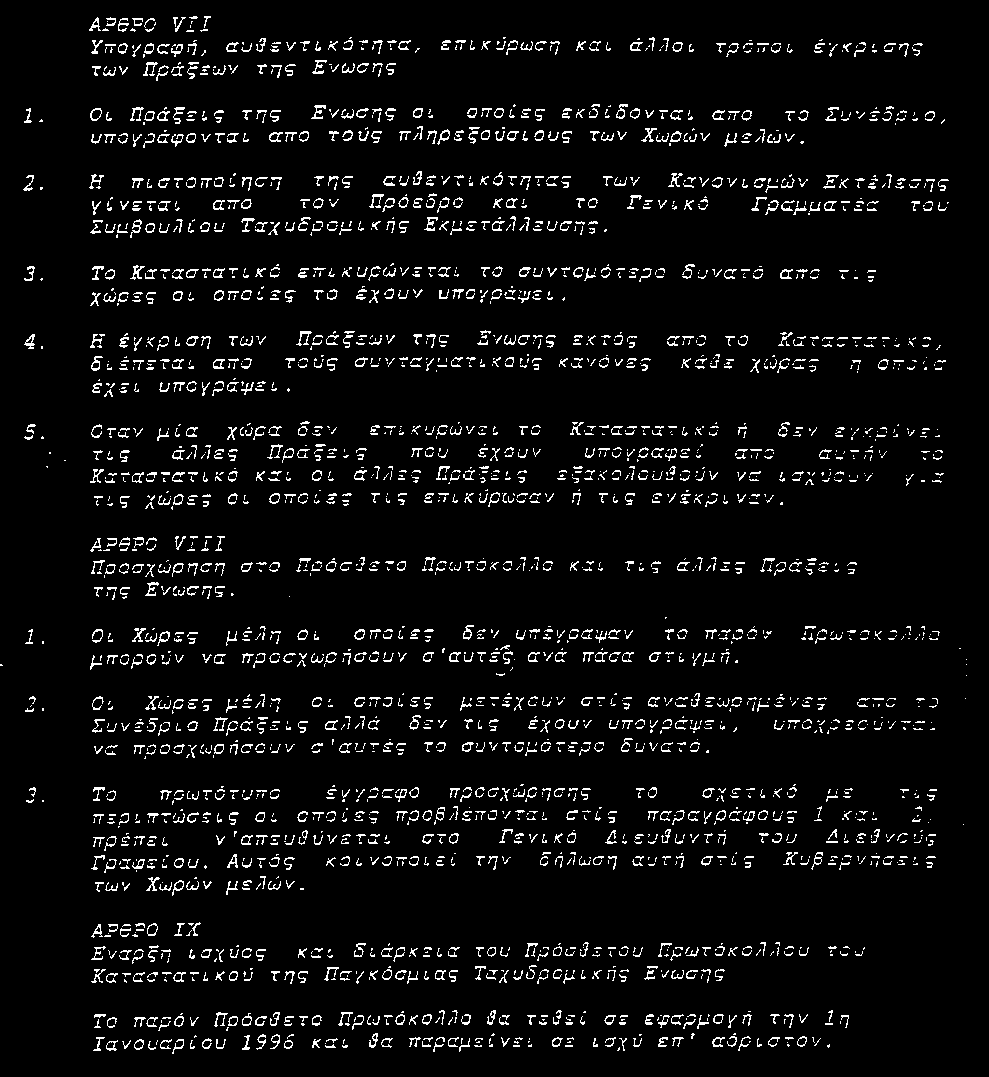 ΑΡΘΡΟ VII
Υπογραφή, αυθεντικότητα, επικύρωση και άλλοι τρόποι έγκρισης
των Πράξεων της Ενωσης
1. Οι Πράξεις της Ενωσης οι οποίες εκδίδονται απο το Συνέδριο,
υπογράφονται απο τούς πληρεξούσιους των Χωρών μελών.
2. Η πιστοποίηση της αυθεντικότητας των Κανονισμών Εκτέλεσης
γίνεται απο τον Πρόεδρο και το Γενικό Γραμματέα του
Συμβουλίου Ταχυδρομικής Εκμετάλλευσης.
3. Το Καταστατικό επικυρώνεται το συντομότερο δυνατό απο τις
χώρες οι οποίες το έχουν υπογράψει.
4. Η έγκριση των Πράξεων της Ενωσης εκτός απο το Καταστατικο,
διέπεται απο τούς συνταγματικούς κανόνες κάθε χώρας η οποία
έχει υπογράψει.
5. Οταν μία χώρα δεν επικυρώνει το Καταστατικό ή δεν εγκρίνει
τις άλλες Πράξεις που έχουν υπογραφεί απο αυτήν το
Καταστατικό και οι άλλες Πράξεις εξακολουθούν να ισχύουν για
τις χώρες οι οποίες τις επικύρωσαν ή τις ενέκριναν.
ΑΡΘΡΟ VIII
Προσχώρηση στο Πρόσθετο Πρωτόκολλο και τις άλλες Πράξεις
της Ενωσης.
1. Οι Χώρες μέλη οι οποίες δεν υπέγραψαν το παρόν Πρωτοκολλο
μπορούν να προσχωρήσουν σ'αυτές ανά πάσα στιγμή.
2. Οι Χώρες μέλη οι οποίες μετέχουν στίς αναθεωρημένες απο το
Συνέδριο Πράξεις αλλά δεν τις έχουν υπογράψει, υποχρεούνται
να προσχωρήσουν σ'αυτές το συντομότερο δυνατό.
3. Το πρωτότυπο έγγραφο προσχώρησης το σχετικό με τις
περιπτώσεις οι οποίες προβλέπονται στίς παραγράφους 1 και 2,
πρέπει ν'απευθύνεται στο Γενικό Διευθυντή του Διεθνούς
Γραφείου. Αυτός κοινοποιεί την δήλωση αυτή στίς Κυβερνήσεις
των Χωρών μελών.
ΑΡΘΡΟ IX
Εναρξη ισχύος και διάρκεια του Πρόσθετου Πρωτόκολλου του
Καταστατικού της Παγκόσμιας Ταχυδρομικής Ενωσης
Το παρόν Πρόσθετο Πρωτόκολλο θα τεθεί σε εφαρμογή την 1η
Ιανουαρίου 1996 και θα παραμείνει σε ισχύ επ' αόριστον.